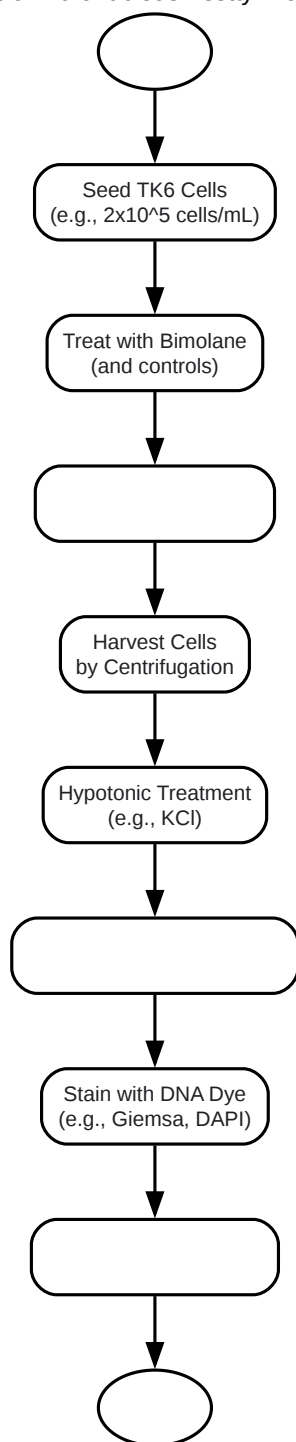 Seed TK6 Cells
(e.g., 2x10^5 cells/mL)
Treat with Bimolane
(and controls)
Harvest Cells
by Centrifugation
Hypotonic Treatment
(e.g., KCl)
Stain with DNA Dye
(e.g., Giemsa, DAPI)